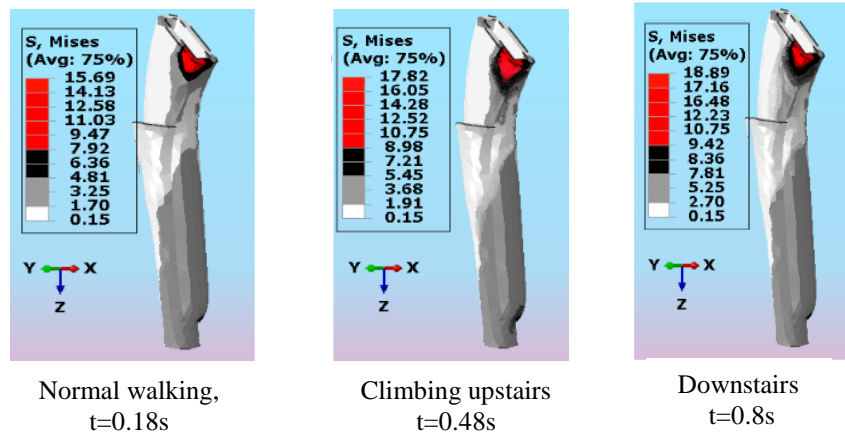 S, Mises
(Avg: 75%)
15.69
14.13
12.58
11.03
9.47
7.92
6.36
4.81
3.25
1.70
0.15
Y X
Z
Normal walking,
t=0.18s
S, Mises
(Avg: 75%)
17.82
16.05
14.28
12.52
10.75
8.98
7.21
5.45
3.68
1.91
0.15
Y X
Z
Climbing upstairs
t=0.48s
S, Mises
(Avg: 75%)
18.89
17.16
16.48
12.23
10.75
9.42
8.36
7.81
5.25
2.70
0.15
Y X
Z
Downstairs
t=0.8s